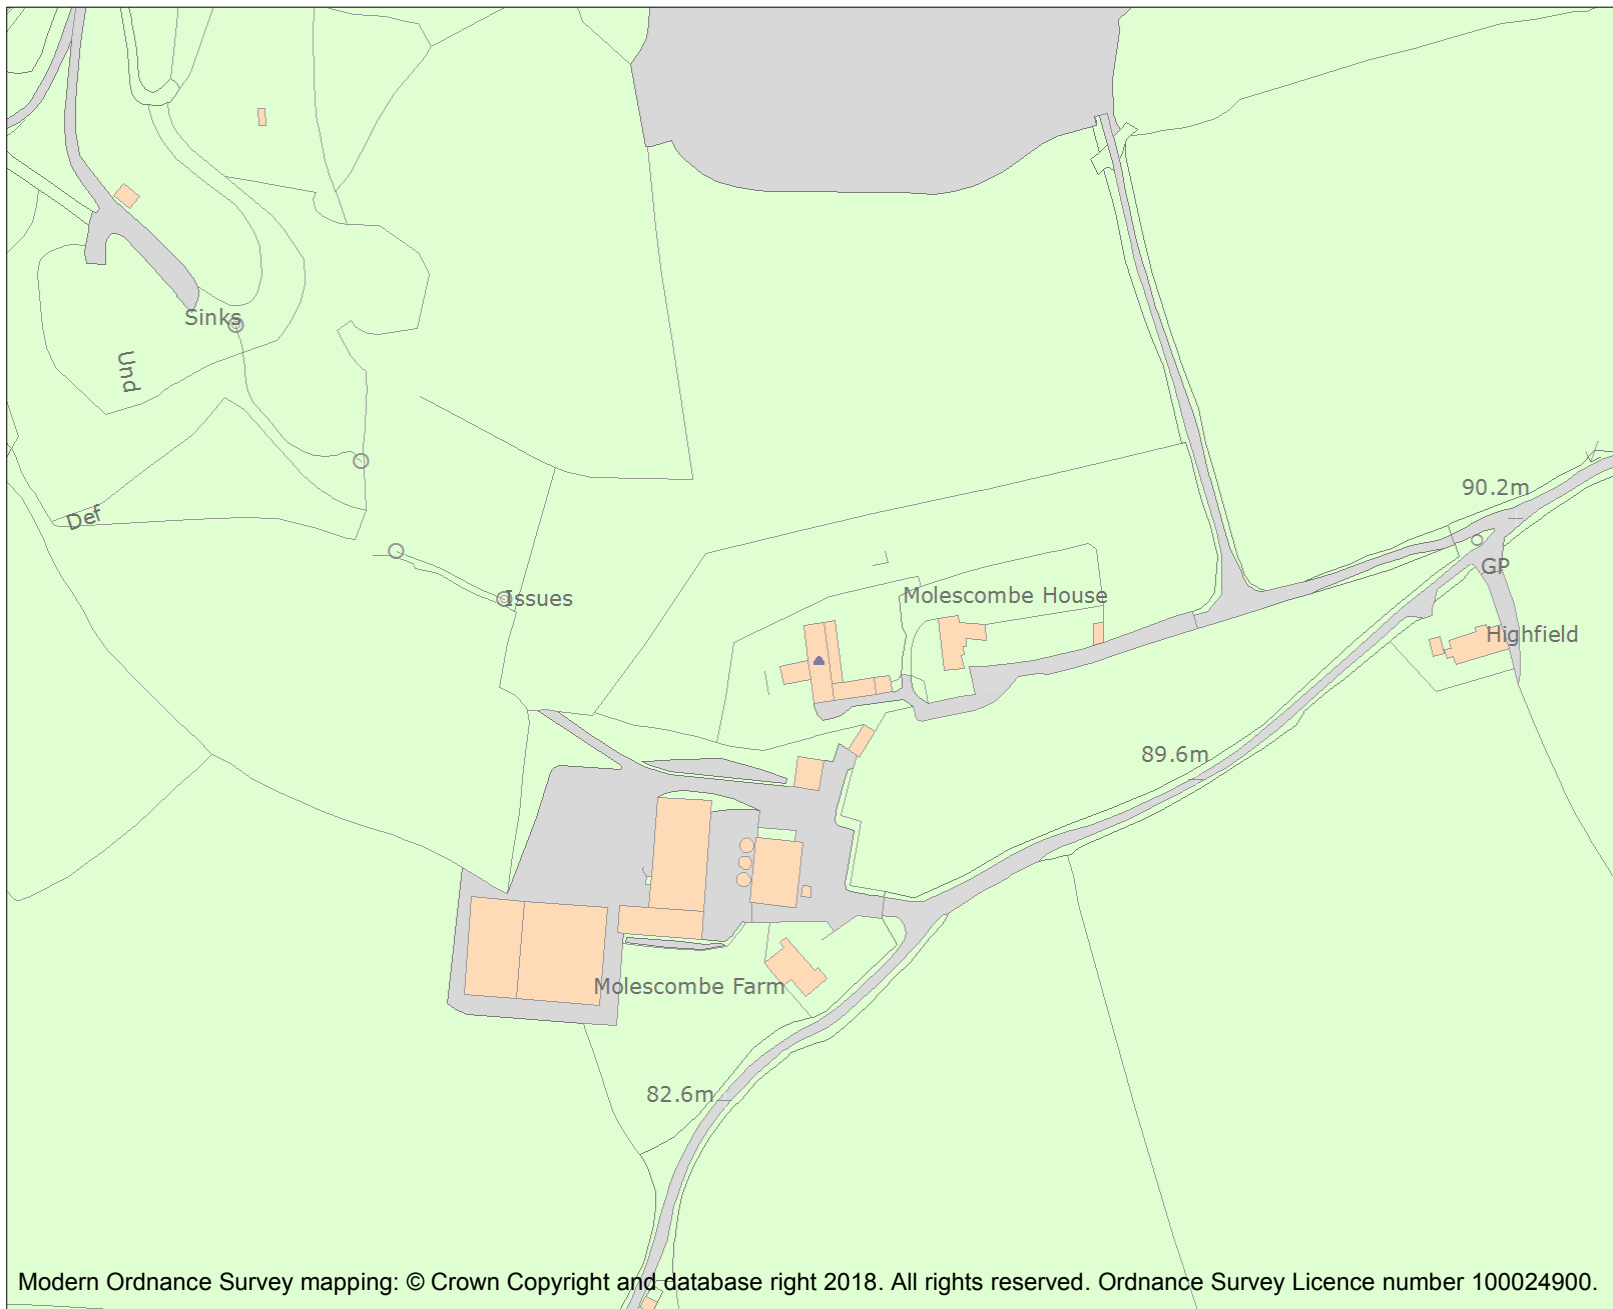 Sinks
Und
90.2m
Def
GP
Issues
Molescombe House
Highfield
89.6m
Molescombe Farm
82.6m
Modern Ordnance Survey mapping: © Crown Copyright and database right 2018. All rights reserved. Ordnance Survey Licence number 100024900.